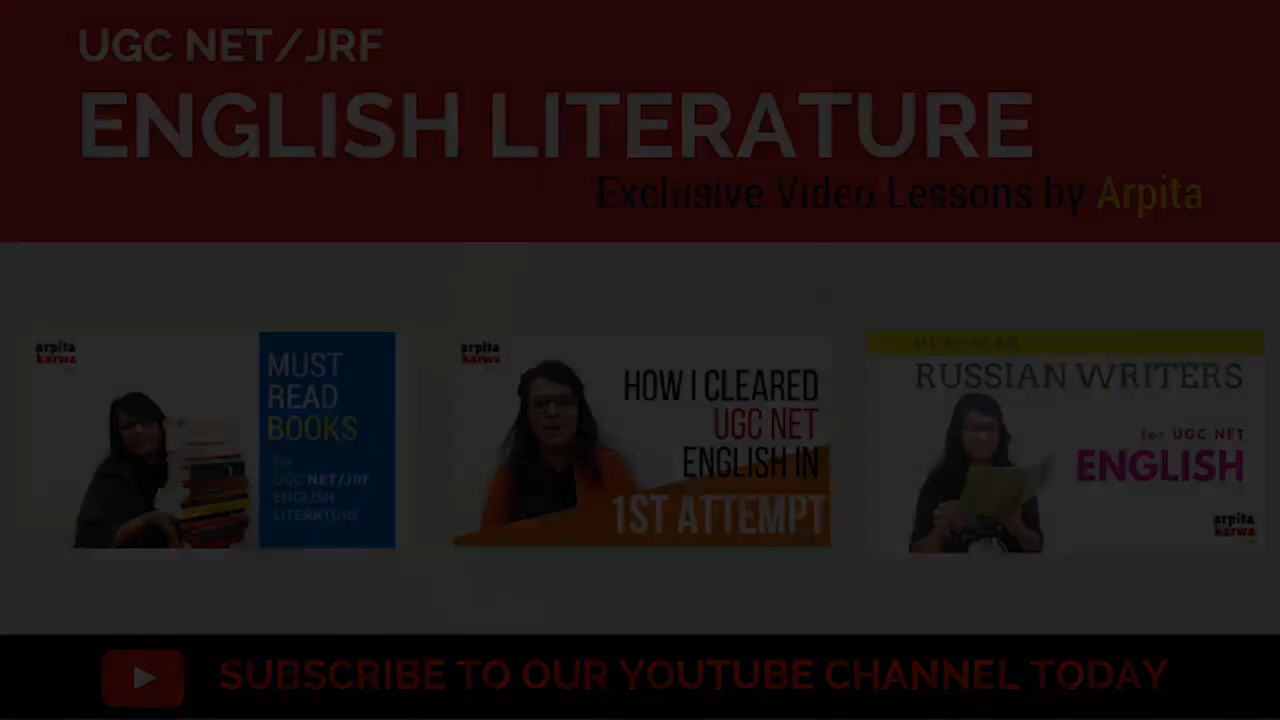 UGC NET/JRF
ENGLISH LITERATURE
Exclusive Video Lessons by Arpita
arpita
karwa
MUST
READ
BOOKS
UGC NET/JRF
ENGLISH
LITERATURE
arpita
karwa
HOW I CLEARED
UGC NET
ENGLISH IN
1ST ATTEMPT
MUST READ
RUSSIAN WRITERS
for UGC NET
ENGLISH
arpita
karwa
SUBSCRIBE TO OUR YOUTUBE CHANNEL TODAY